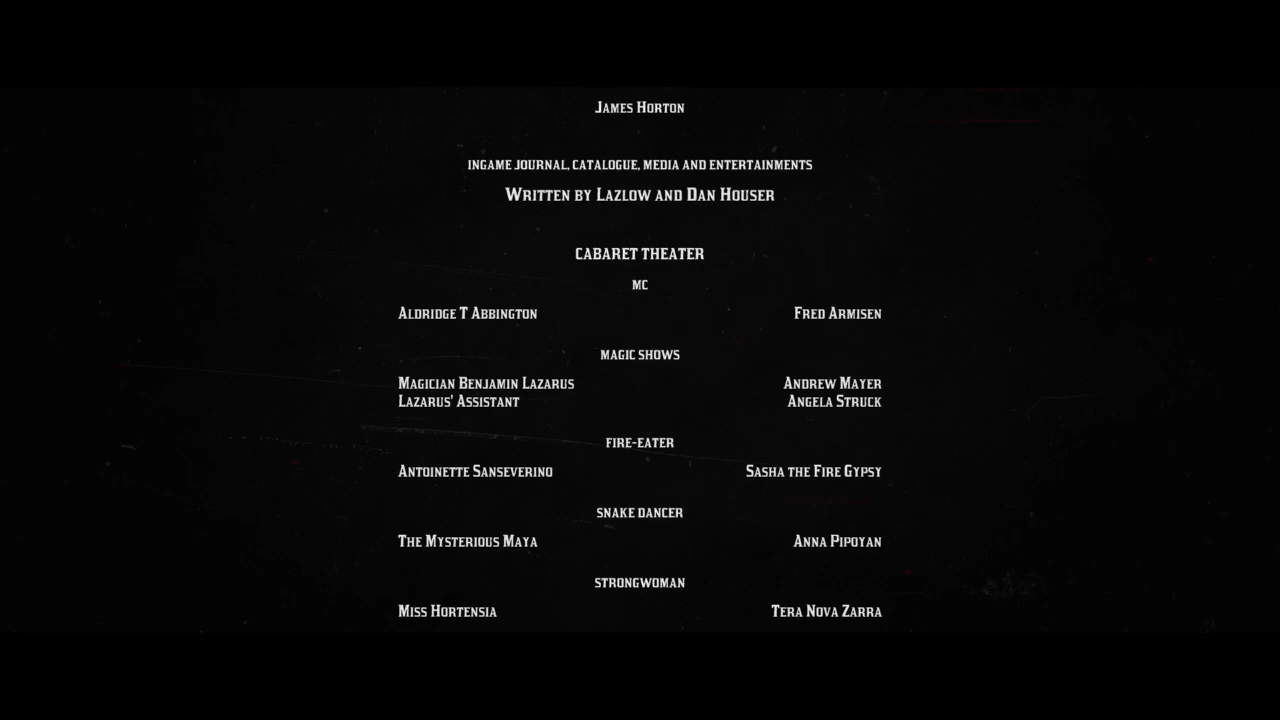 James Horton
INGAME JOURNAL, CATALOGUE, MEDIA AND ENTERTAINMENTS
Written by Lazlow and Dan Houser
CABARET THEATER
MC
Aldridge T Abbington Fred Armisen
MAGIC SHOWS
Magician Benjamin Lazarus Andrew Mayer
Lazarus' Assistant Angela Struck
FIRE-EATER
Antoinette Sanseverino Sasha the Fire Gypsy
SNAKE DANCER
The Mysterious Maya Anna Pipoyan
STRONGWOMAN
Miss Hortensia Tera Nova Zarra